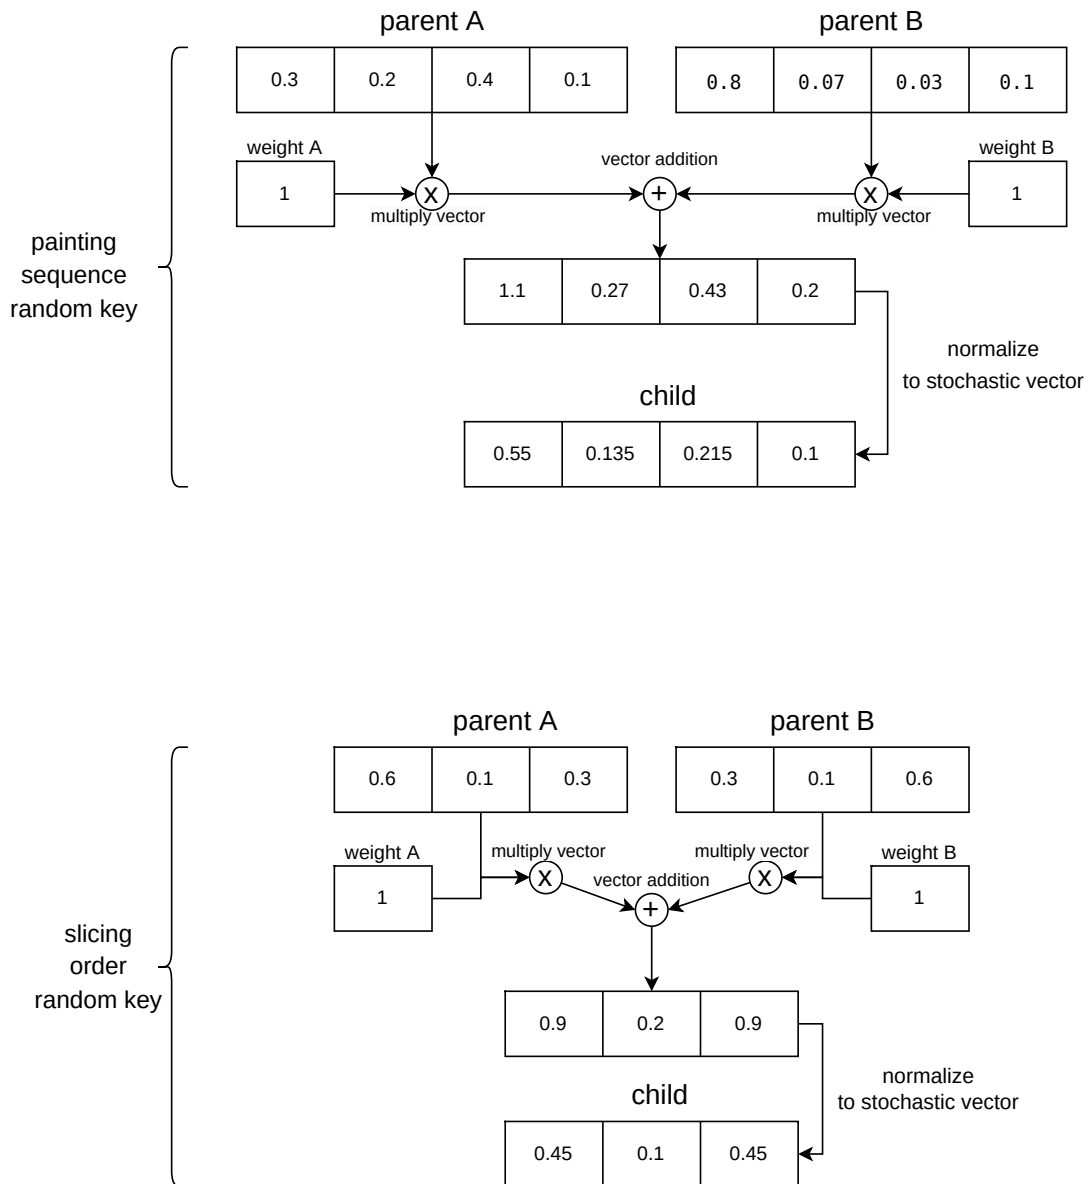 parent A
parent B
0.3 0.2 0.4 0.1
0.8 0.07 0.03 0.1
weight A
vector addition
weight B
1
X
+
X
1
multiply vector
multiply vector
painting
sequence
random key
1.1 0.27 0.43 0.2
normalize
to stochastic vector
child
0.55 0.135 0.215 0.1
parent A
parent B
0.6 0.1 0.3
0.3 0.1 0.6
weight A
multiply vector
multiply vector
weight B
1
X
vector addition
X
1
+
slicing
order
random key
0.9 0.2 0.9
normalize
to stochastic vector
child
0.45 0.1 0.45